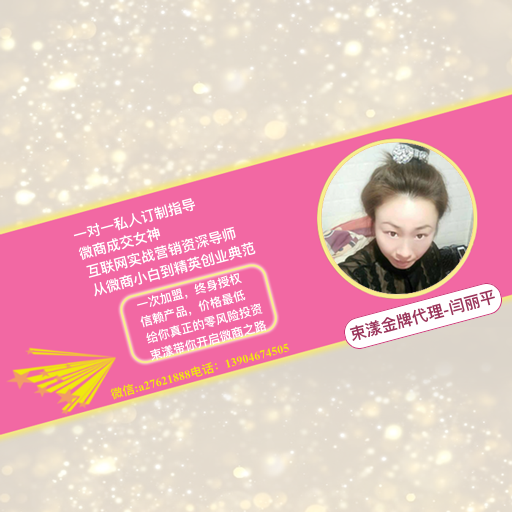 一对一私人订制指导
微商成交女神
互联网实战营销资深导师
从微商小白到精英创业典范
一次加盟，终身授权
信赖产品，价格最低
给你真正的零风险投资
束漾带你开启微商之路
微信:a27621888电话：13904674505
束漾金牌代理-闫丽平